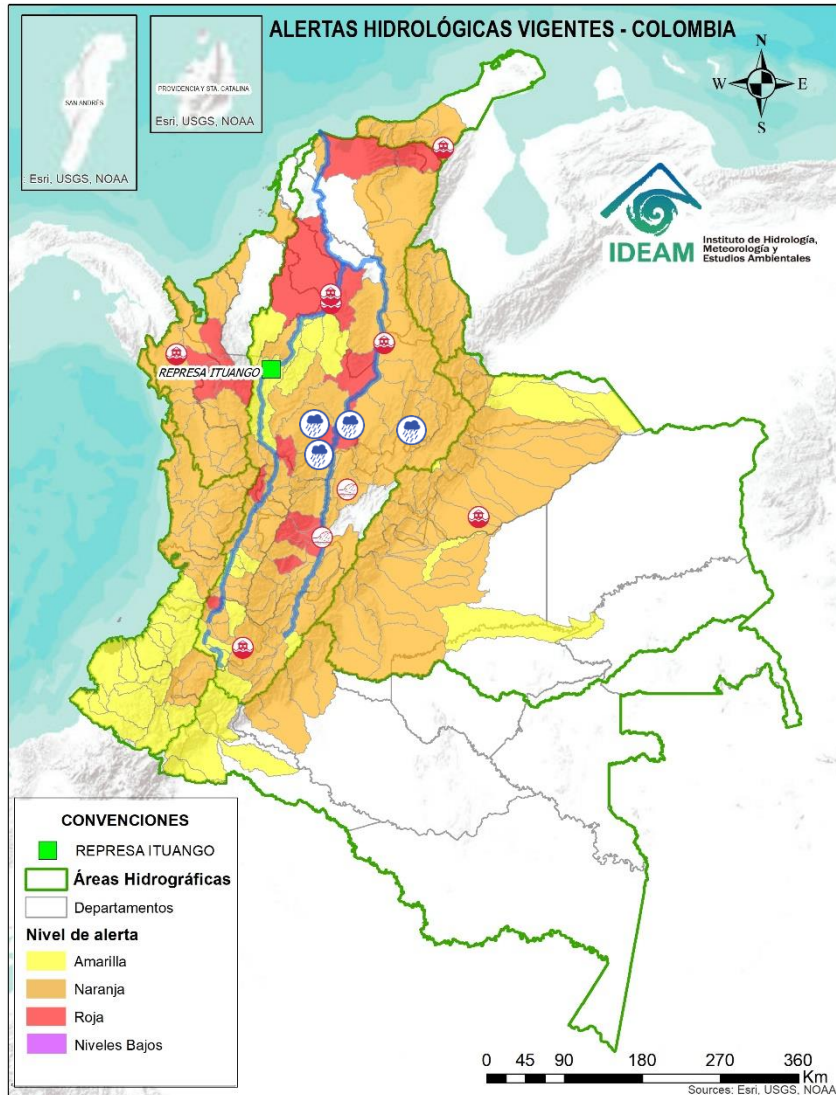 ALERTAS HIDROLÓGICAS VIGENTES - COLOMBIA
SAN ANDRÉS
Esri, USGS, NOAA
PROVIDENCIA Y STA. CATALINA
Esri, USGS, NOAA
N
W
E
S
IDEAM
Instituto de Hidrología,
Meteorología y
Estudios Ambientales
REPRESA ITUANGO
CONVENCIONES
REPRESA ITUANGO
Áreas Hidrográficas
Departamentos
Nivel de alerta
Amarilla
Naranja
Roja
Niveles Bajos
0 45 90 180 270 360
Km
Sources: Esri, USGS, NOAA